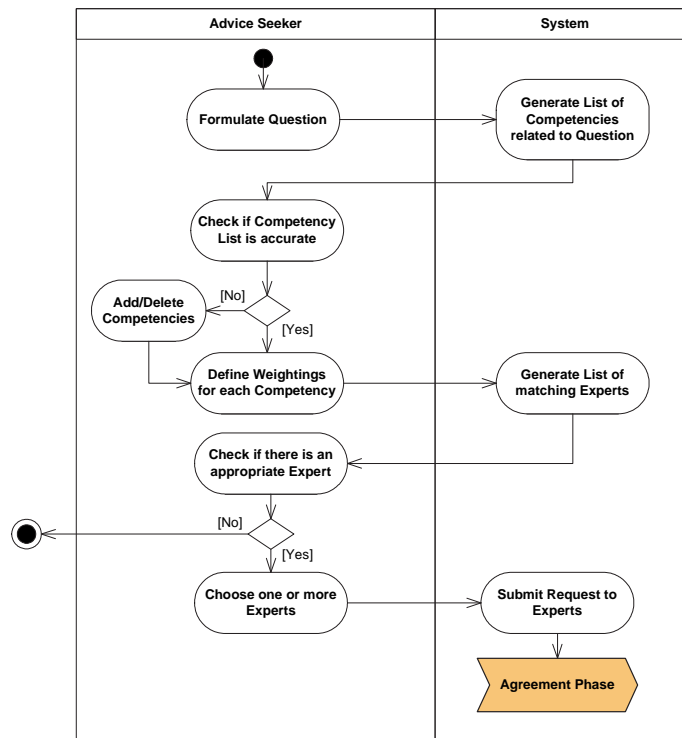 Advice Seeker
System
Formulate Question
Generate List of
Competencies
related to Question
Check if Competency
List is accurate
[No]
Add/Delete
Competencies
[Yes]
Define Weightings
for each Competency
Generate List of
matching Experts
Check if there is an
appropriate Expert
[No]
[Yes]
Choose one or more
Experts
Submit Request to
Experts
Agreement Phase